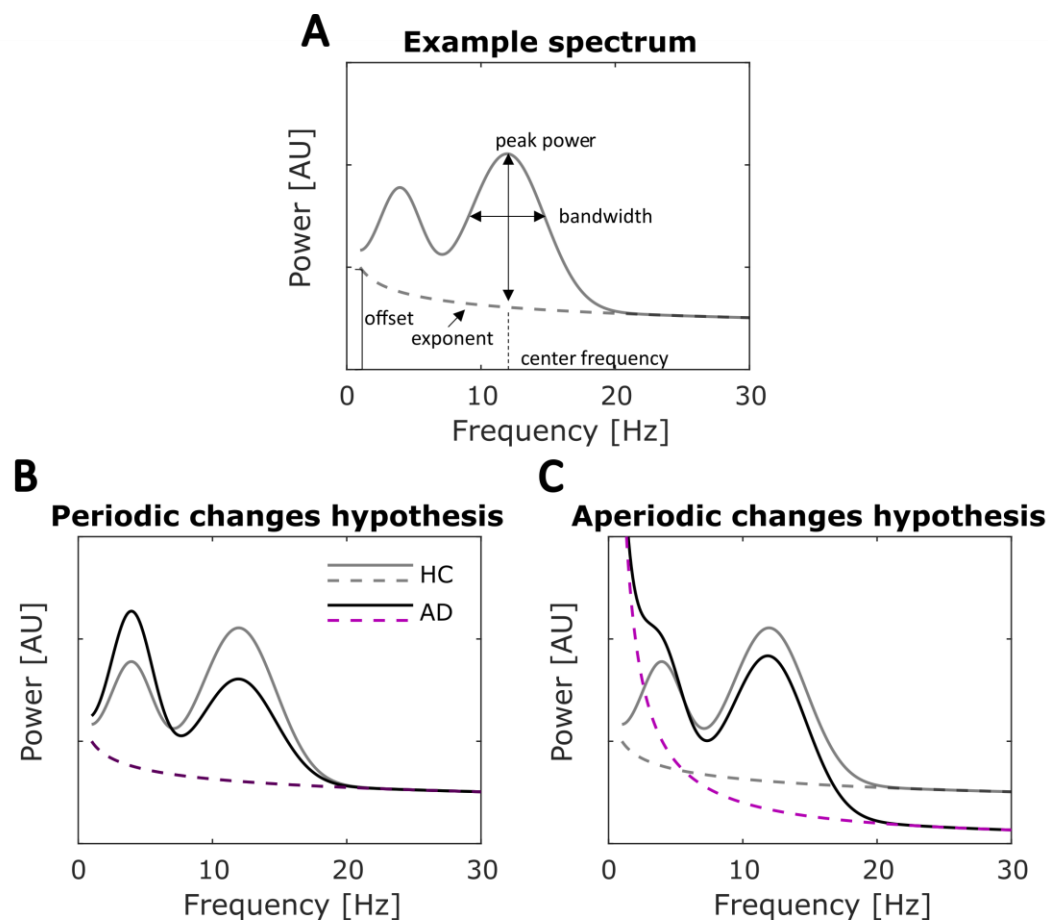 A
Example spectrum
Power [AU]
peak power
bandwidth
offset
exponent
center frequency
0 10 20 30
Frequency [Hz]
B
Periodic changes hypothesis
Power [AU]
HC
AD
0 10 20 30
Frequency [Hz]
C
Aperiodic changes hypothesis
Power [AU]
0 10 20 30
Frequency [Hz]